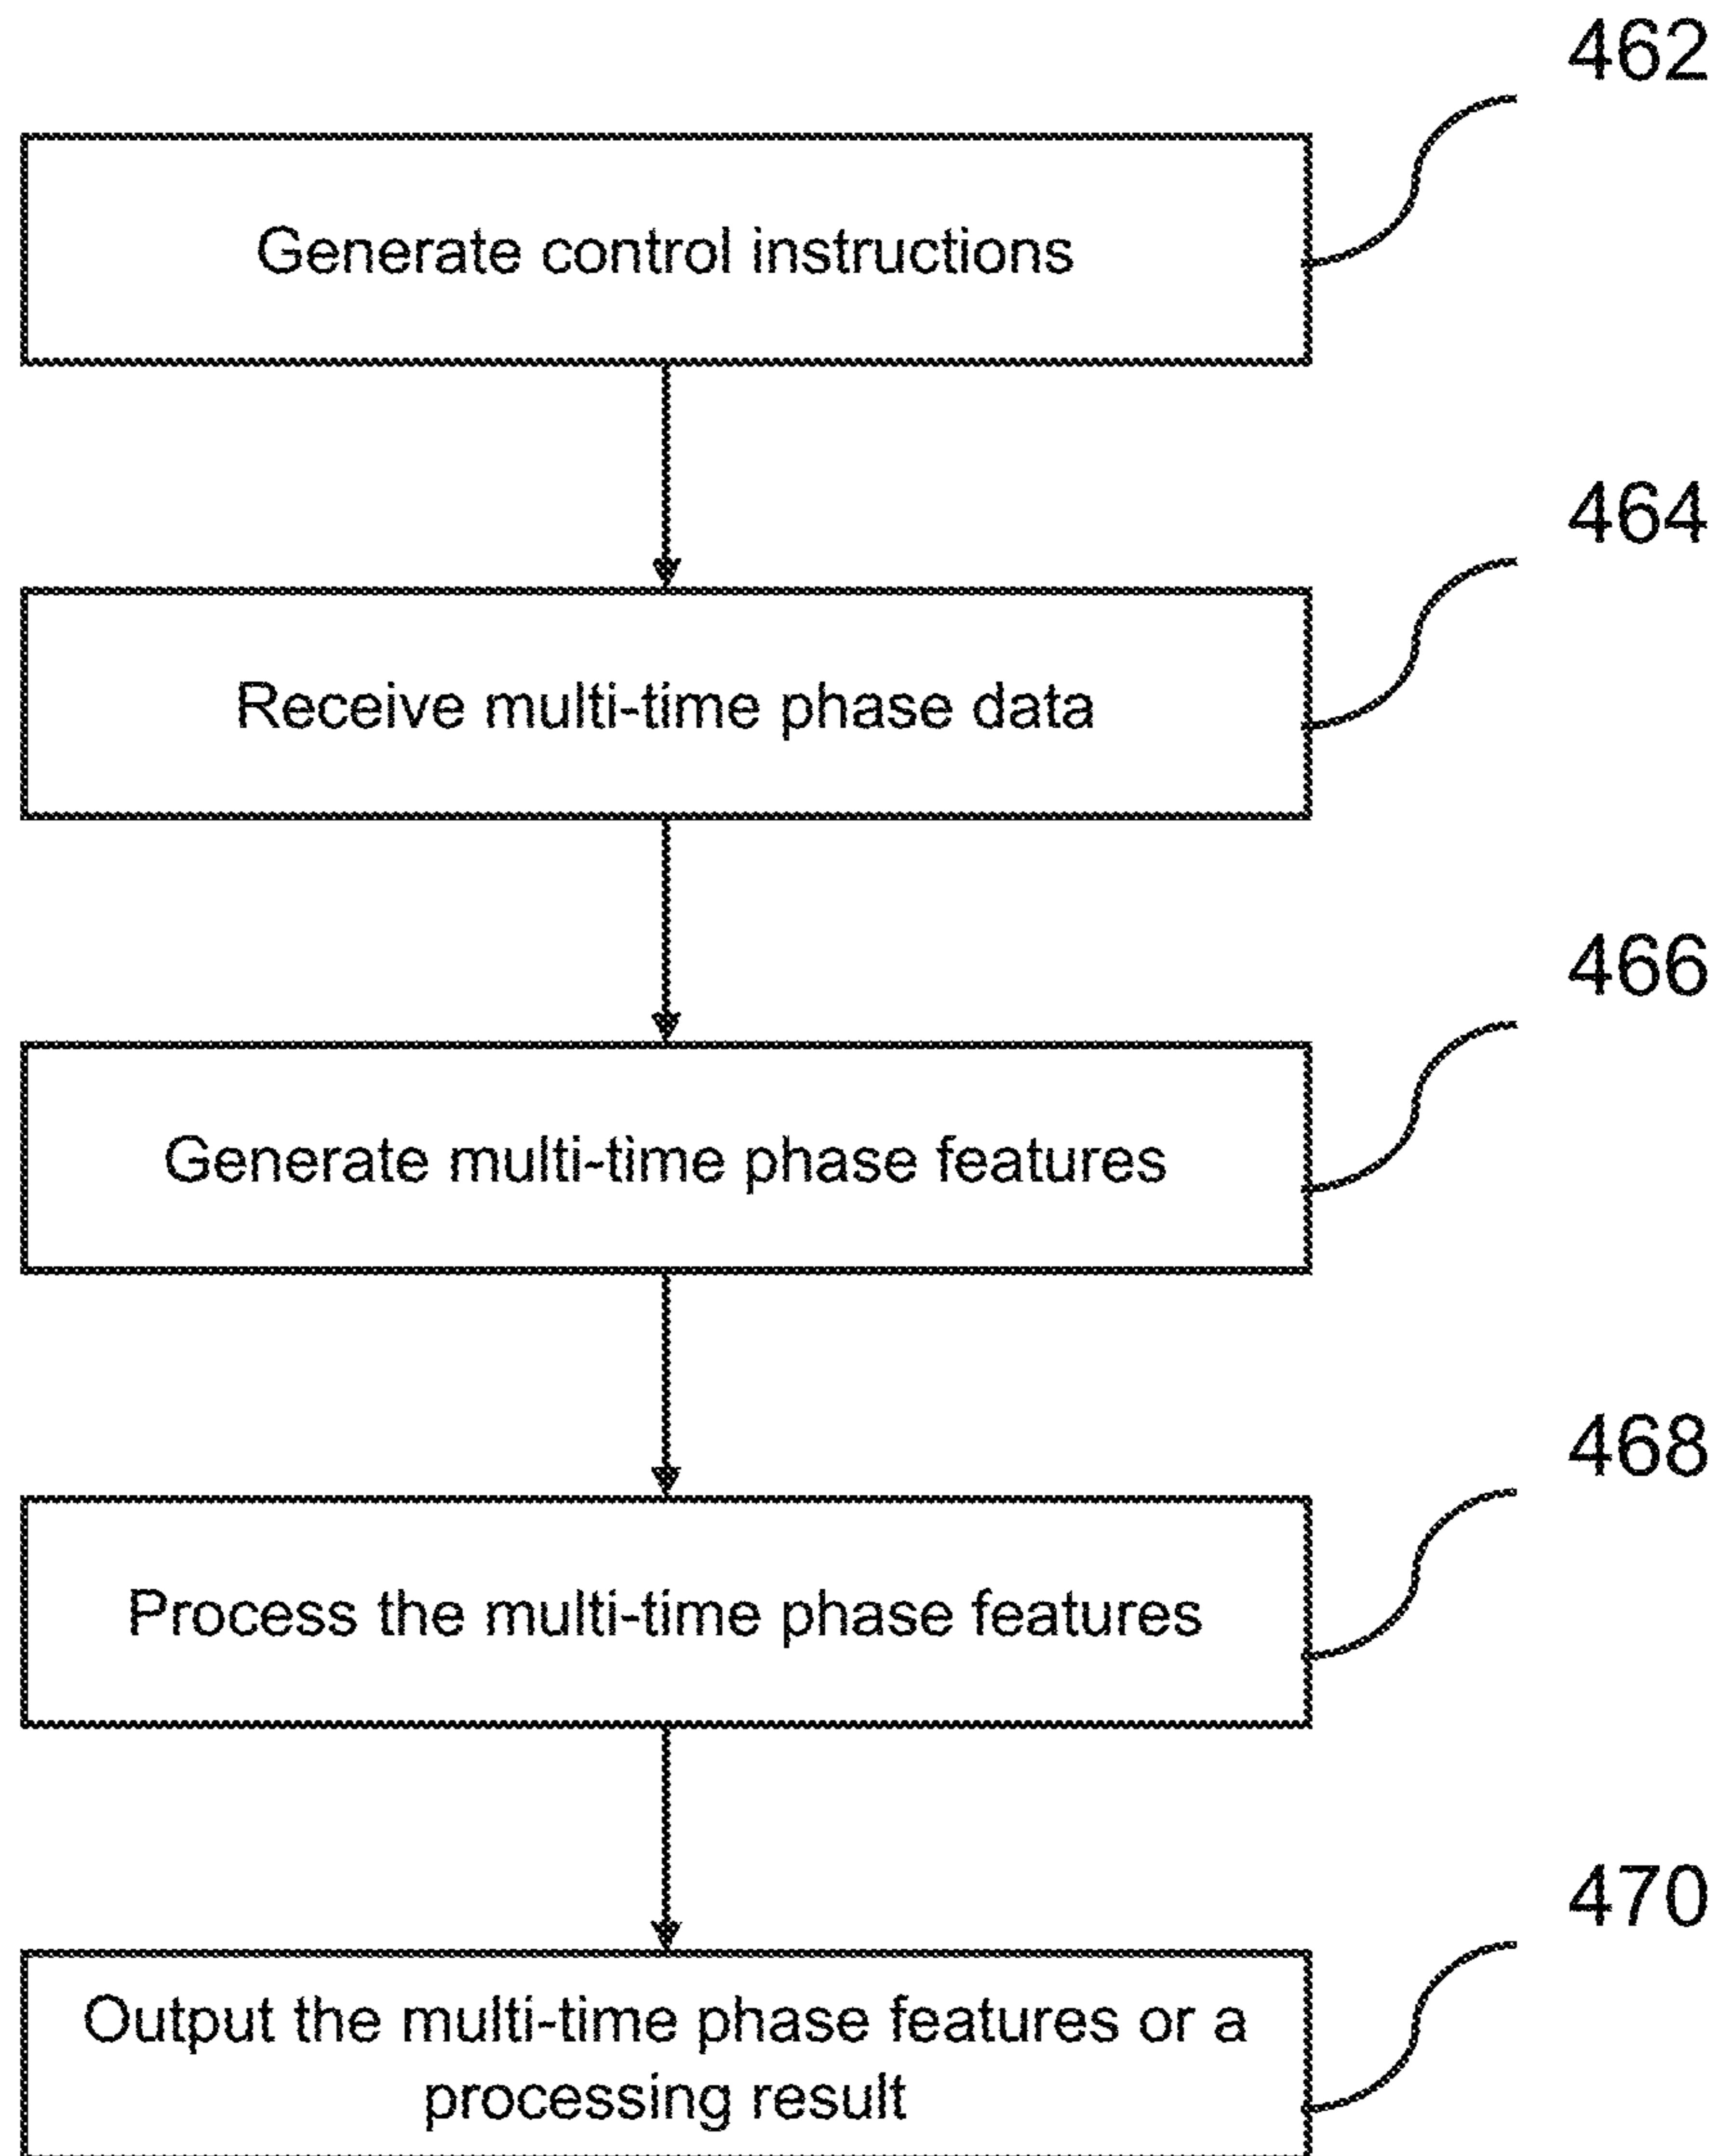 462
Generate control instructions
464
Receive multi-time phase data
466
Generate multi-time phase features
468
Process the multi-time phase features
470
Output the multi-time phase features or a
processing result